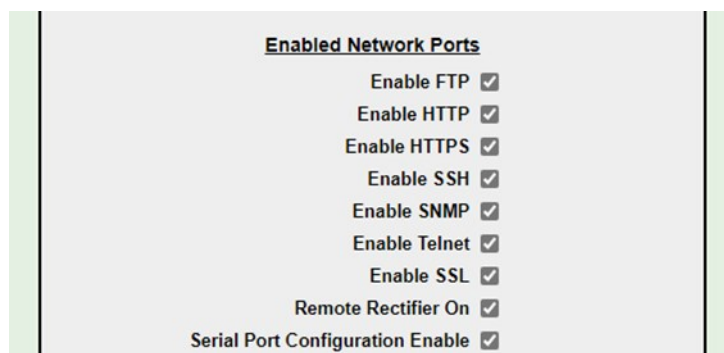 Enabled Network Ports
Enable FTP
Enable HTTP
Enable HTTPS
Enable SSH
Enable SNMP
Enable Telnet
Enable SSL
Remote Rectifier On
Serial Port Configuration Enable